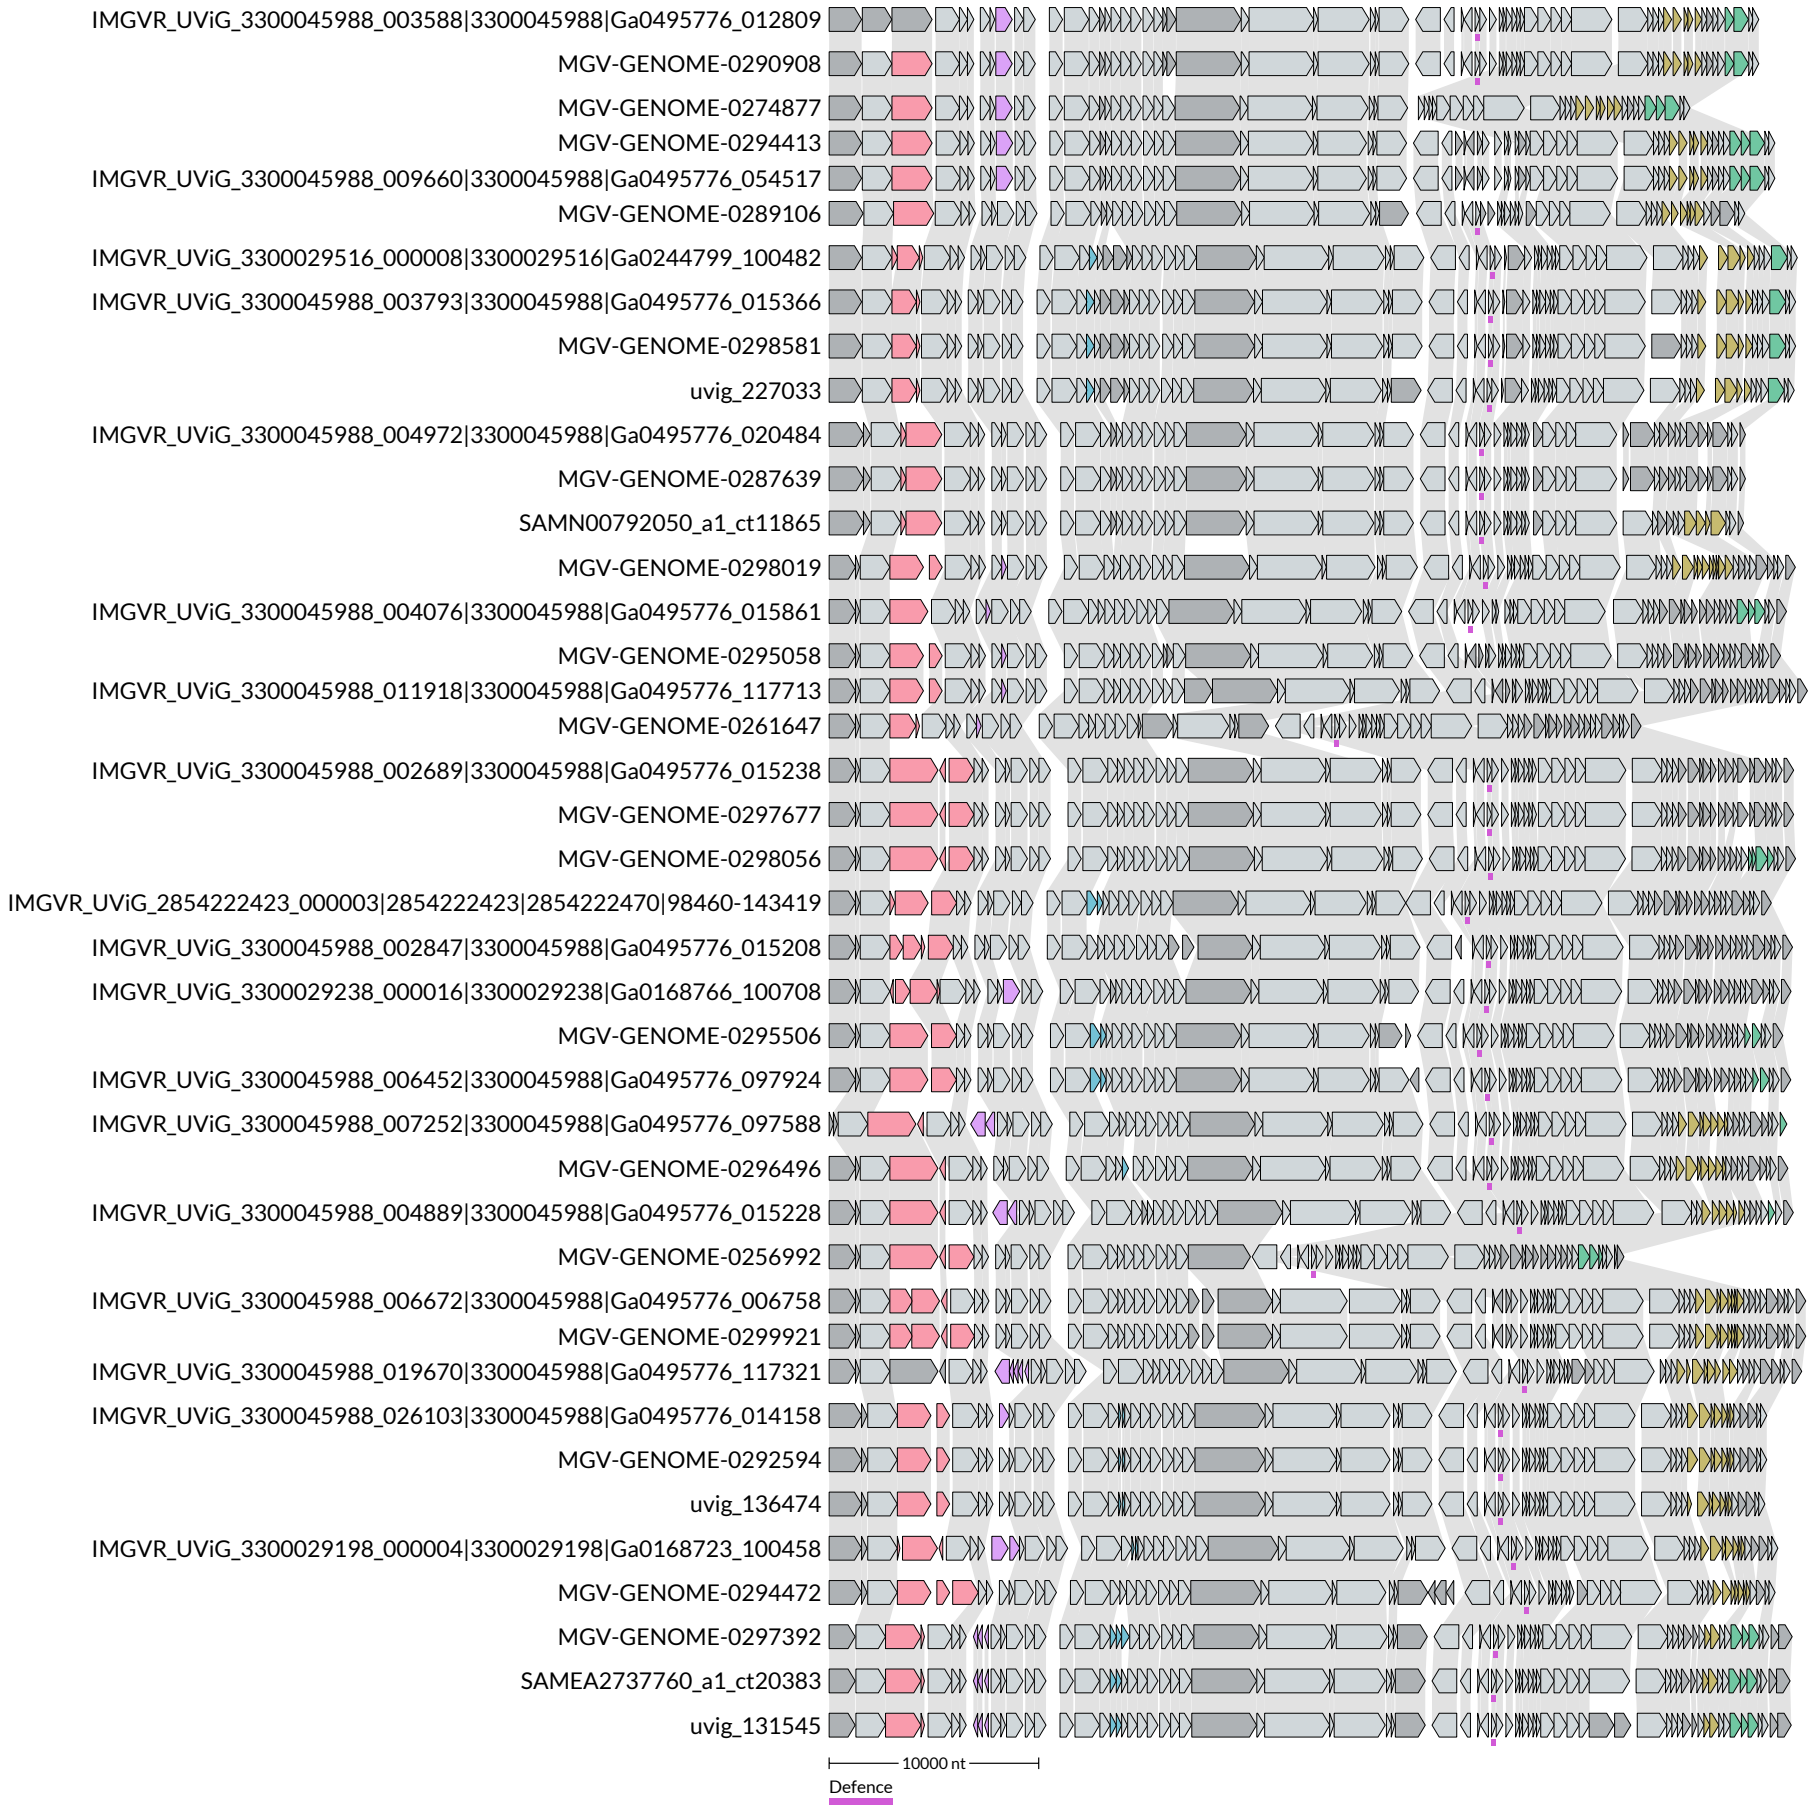 IMGVR_UViG_3300045988_003588|3300045988|Ga0495776_012809
MGV-GENOME-0290908
MGV-GENOME-0274877
MGV-GENOME-0294413
IMGVR_UViG_3300045988_009660|3300045988|Ga0495776_054517
MGV-GENOME-0289106
IMGVR_UViG_3300029516_000008|3300029516|Ga0244799_100482
IMGVR_UViG_3300045988_003793|3300045988|Ga0495776_015366
MGV-GENOME-0298581
uvig_227033
IMGVR_UViG_3300045988_004972|3300045988|Ga0495776_020484
MGV-GENOME-0287639
SAMN00792050_a1_ct11865
MGV-GENOME-0298019
IMGVR_UViG_3300045988_004076|3300045988|Ga0495776_015861
MGV-GENOME-0295058
IMGVR_UViG_3300045988_011918|3300045988|Ga0495776_117713
MGV-GENOME-0261647
IMGVR_UViG_3300045988_002689|3300045988|Ga0495776_015238
MGV-GENOME-0297677
MGV-GENOME-0298056
IMGVR_UViG_2854222423_000003|2854222423|2854222470|98460-143419
IMGVR_UViG_3300045988_002847|3300045988|Ga0495776_015208
IMGVR_UViG_3300029238_000016|3300029238|Ga0168766_100708
MGV-GENOME-0295506
IMGVR_UViG_3300045988_006452|3300045988|Ga0495776_097924
IMGVR_UViG_3300045988_007252|3300045988|Ga0495776_097588
MGV-GENOME-0296496
IMGVR_UViG_3300045988_004889|3300045988|Ga0495776_015228
MGV-GENOME-0256992
IMGVR_UViG_3300045988_006672|3300045988|Ga0495776_006758
MGV-GENOME-0299921
IMGVR_UViG_3300045988_019670|3300045988|Ga0495776_117321
IMGVR_UViG_3300045988_026103|3300045988|Ga0495776_014158
MGV-GENOME-0292594
uvig_136474
IMGVR_UViG_3300029198_000004|3300029198|Ga0168723_100458
MGV-GENOME-0294472
MGV-GENOME-0297392
SAMEA2737760_a1_ct20383
uvig_131545
10000 nt
Defence